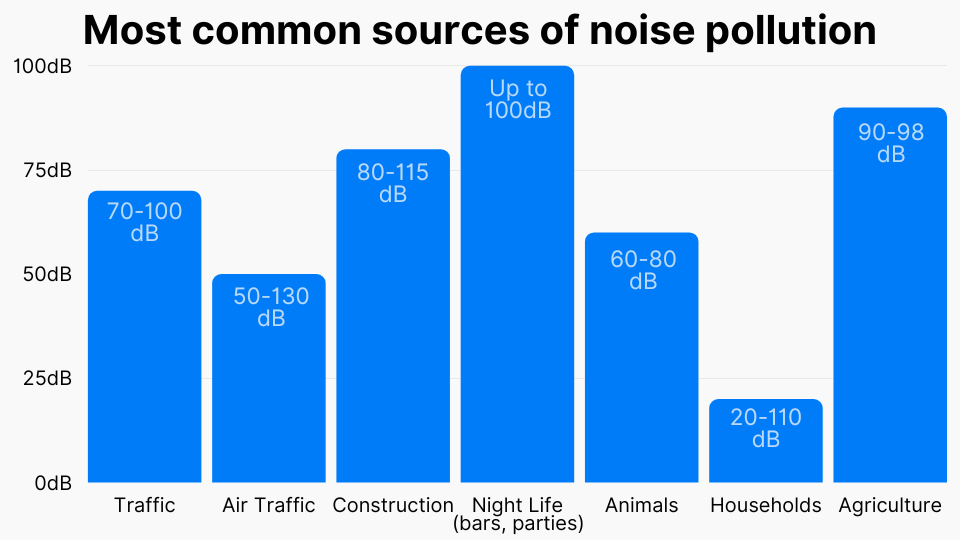 Most common sources of noise pollution
100dB
75dB
50dB
25dB
0dB
70-100
dB
50-130
dB
80-115
dB
Up to
100dB
60-80
dB
20-110
dB
90-98
dB
Traffic
Air Traffic
Construction
Night Life
(bars, parties)
Animals
Households
Agriculture